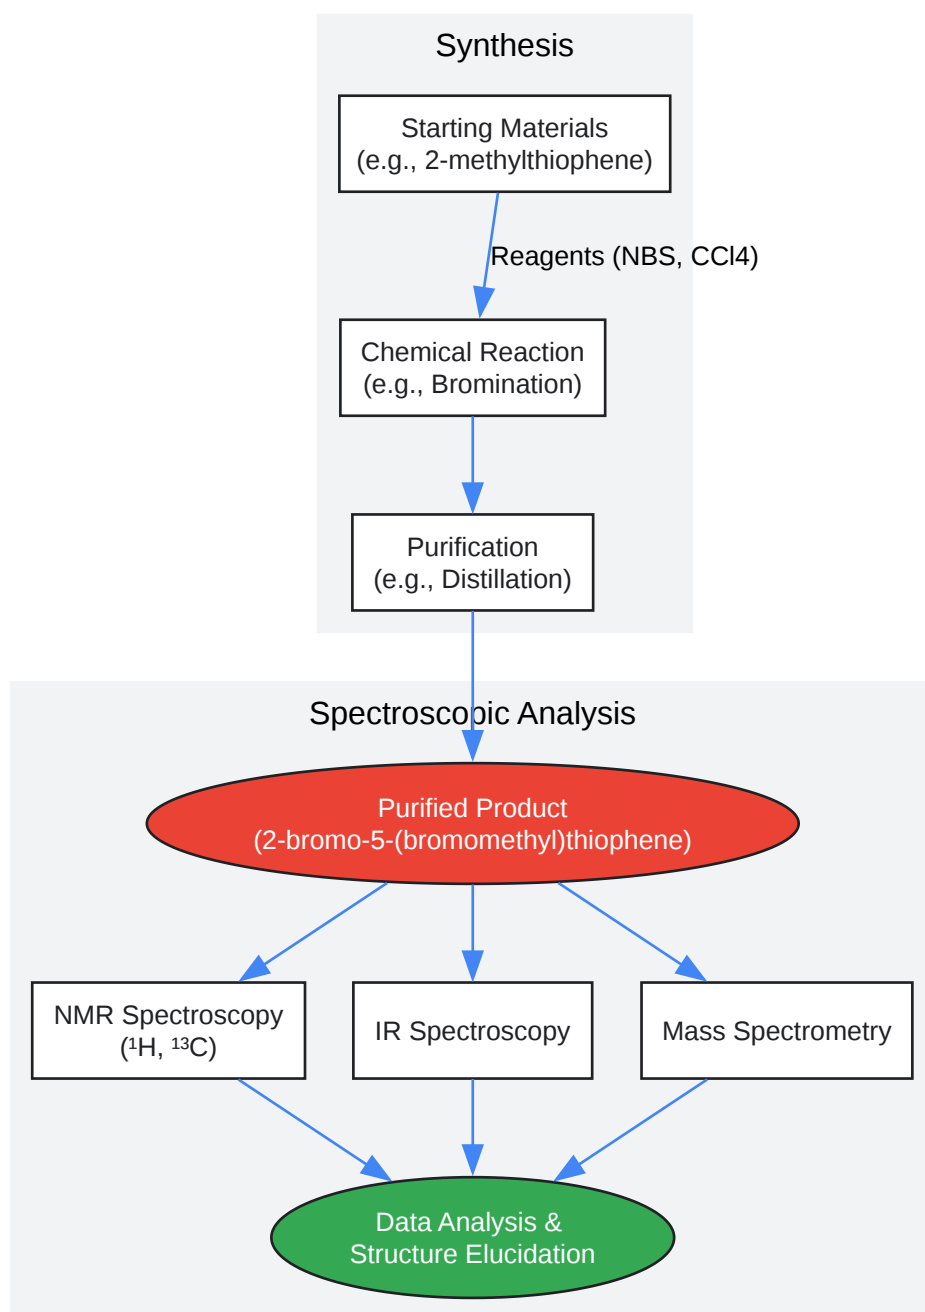 Synthesis
Starting Materials
(e.g., 2-methylthiophene)
Reagents (NBS, CCl4)
Chemical Reaction
(e.g., Bromination)
Purification
(e.g., Distillation)
Spectroscopic Analysis
Purified Product
(2-bromo-5-(bromomethyl)thiophene)
NMR Spectroscopy
(¹H, ¹³C)
IR Spectroscopy
Mass Spectrometry
Data Analysis &
Structure Elucidation